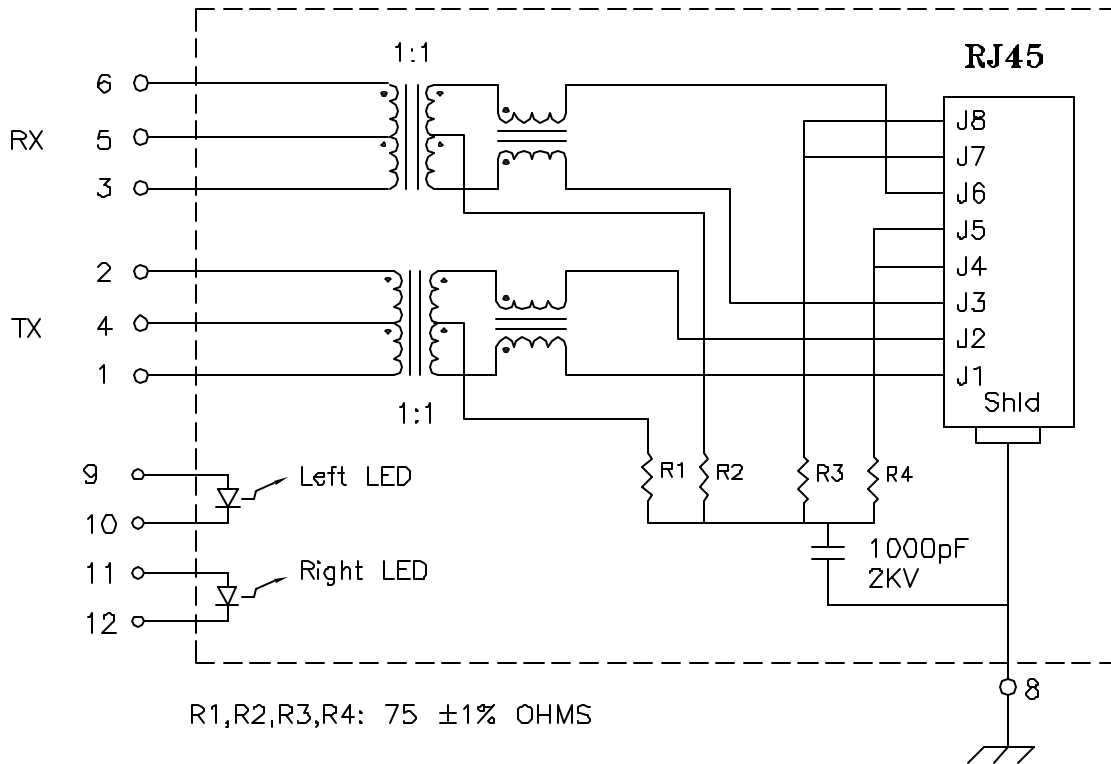 1:1
RJ45
6
RX
5
3
J8
J7
J6
J5
J4
J3
J2
J1
Shld
2
TX
4
1
1:1
R1
R2
R3
R4
9
Left LED
10
11
Right LED
12
1000pF
2KV
8
R1,R2,R3,R4: 75 ±1% OHMS